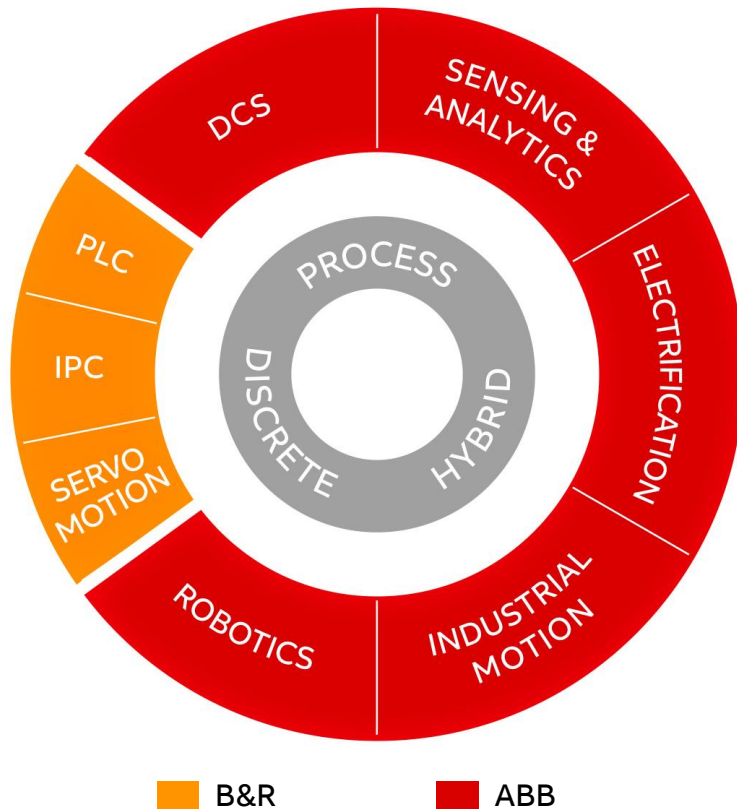 DCS
SENSING &
ANALYTICS
ELECTRIFICATION
INDUSTRIAL
MOTION
ROBOTICS
SERVO
MOTION
IPC
PLC
PROCESS
HYBRID
DISCRETE
B&R
ABB